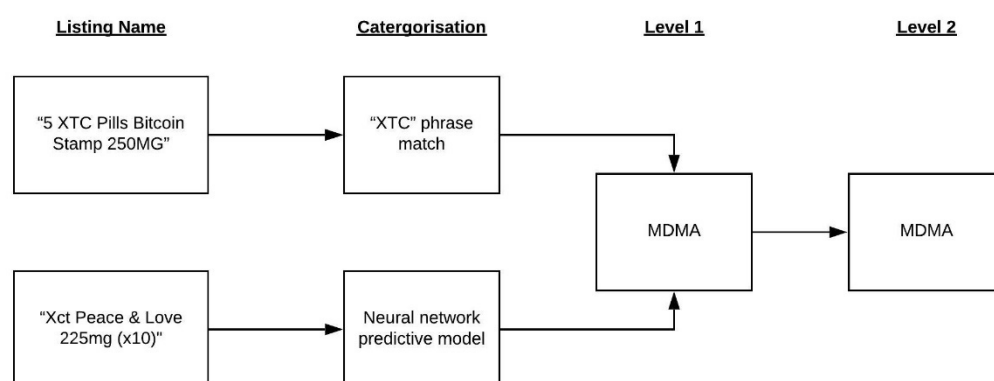 Listing Name
Catergorisation
Level 1
Level 2
“5 XTC Pills Bitcoin
Stamp 250MG”
“XTC” phrase
match
MDMA
MDMA
“Xct Peace & Love
225mg (x10)"
Neural network
predictive model